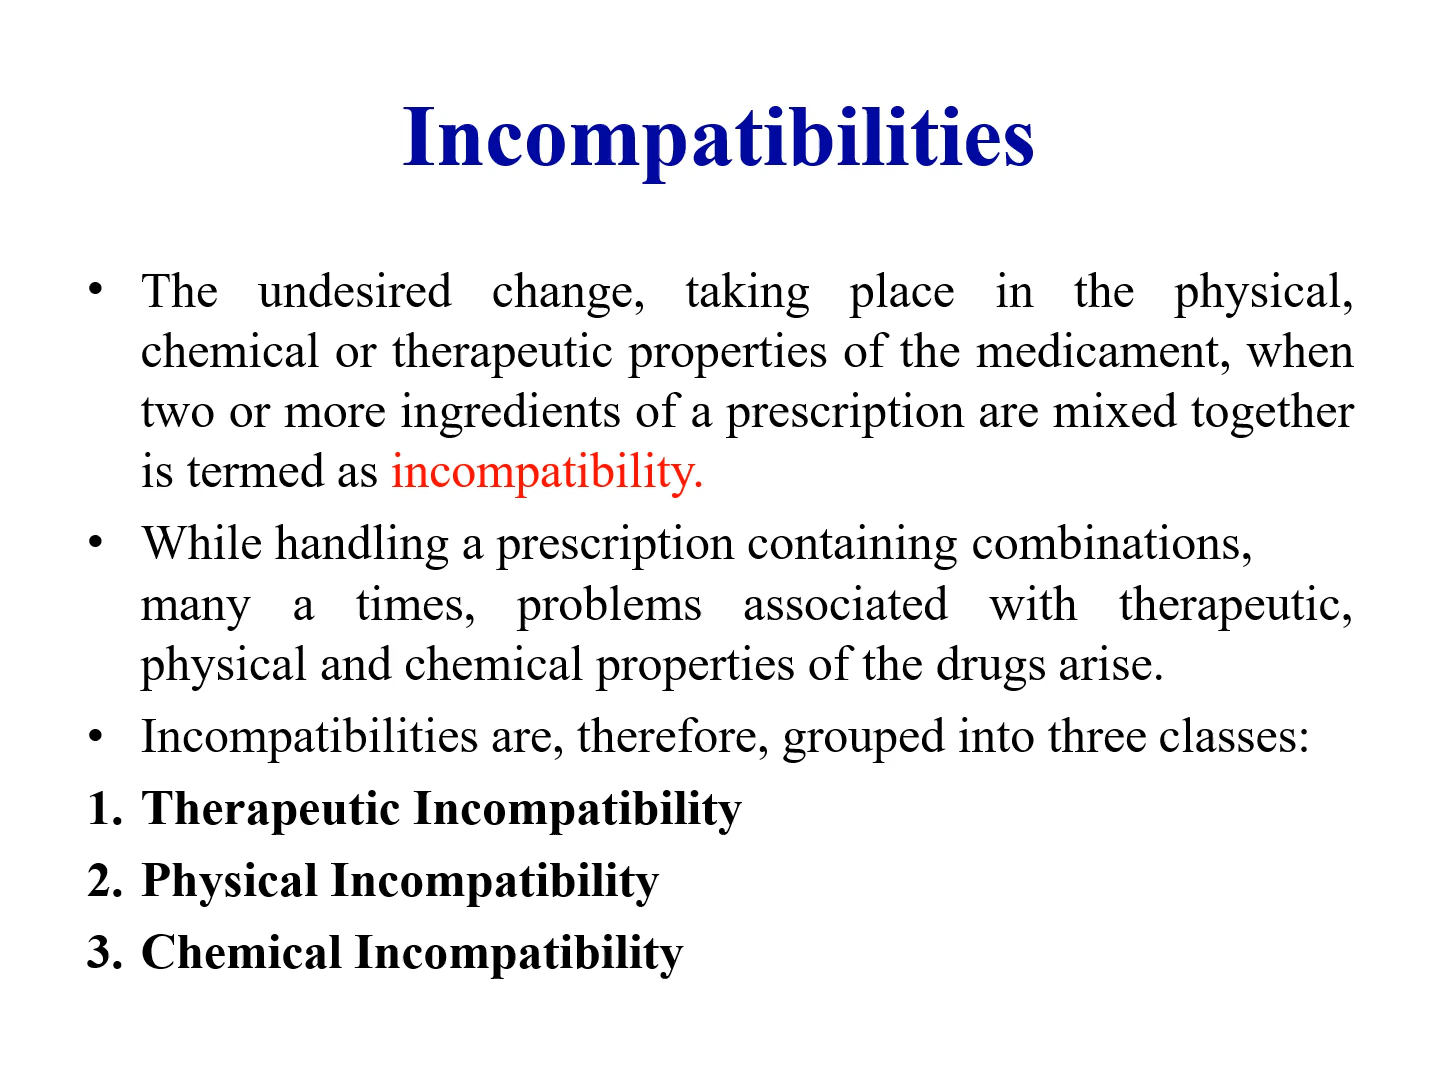 Incompatibilities
• The undesired change, taking place in the physical,
chemical or therapeutic properties of the medicament, when
two or more ingredients of a prescription are mixed together
is termed as incompatibility.
• While handling a prescription containing combinations,
many a times, problems associated with therapeutic,
physical and chemical properties of the drugs arise.
• Incompatibilities are, therefore, grouped into three classes:
1. Therapeutic Incompatibility
2. Physical Incompatibility
3. Chemical Incompatibility